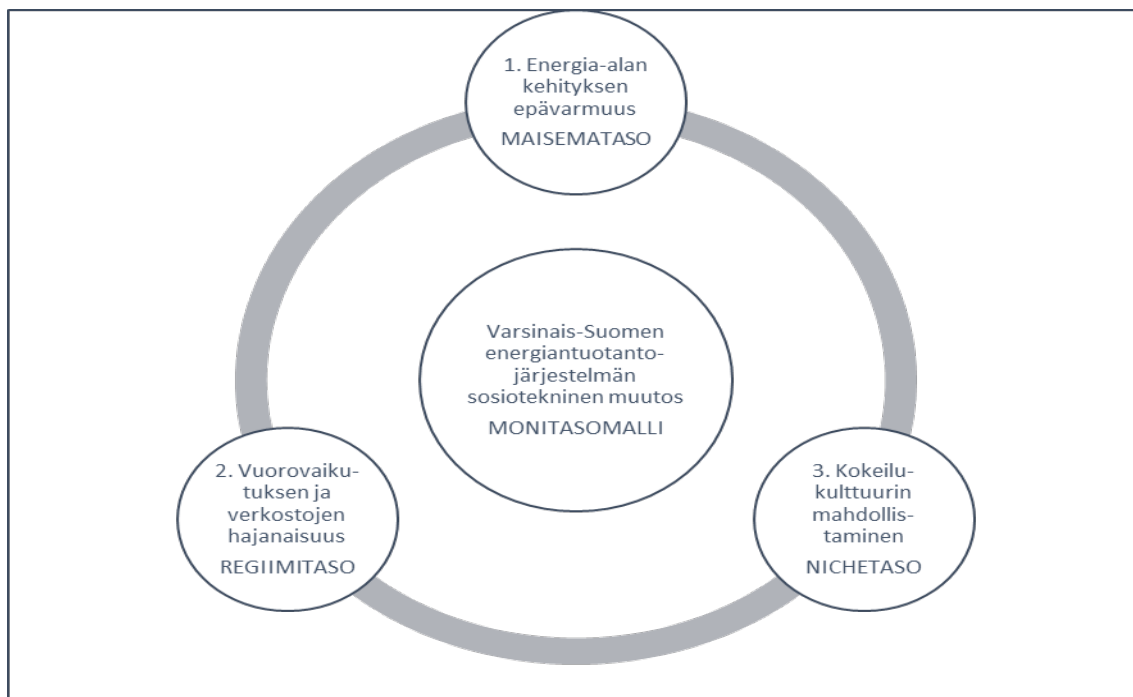 1. Energia-alan
kehityksen
epävarmuus
MAISEMATASO
Varsinais-Suomen
energiantuotanto-
järjestelmän
sosiotekninen muutos
MONITASOMALLI
2. Vuorovaiku-
tuksen ja
verkostojen
hajanaisuus
REGIIMITASO
3. Kokeilu-
kulttuurin
mahdollis-
taminen
NICHETASO